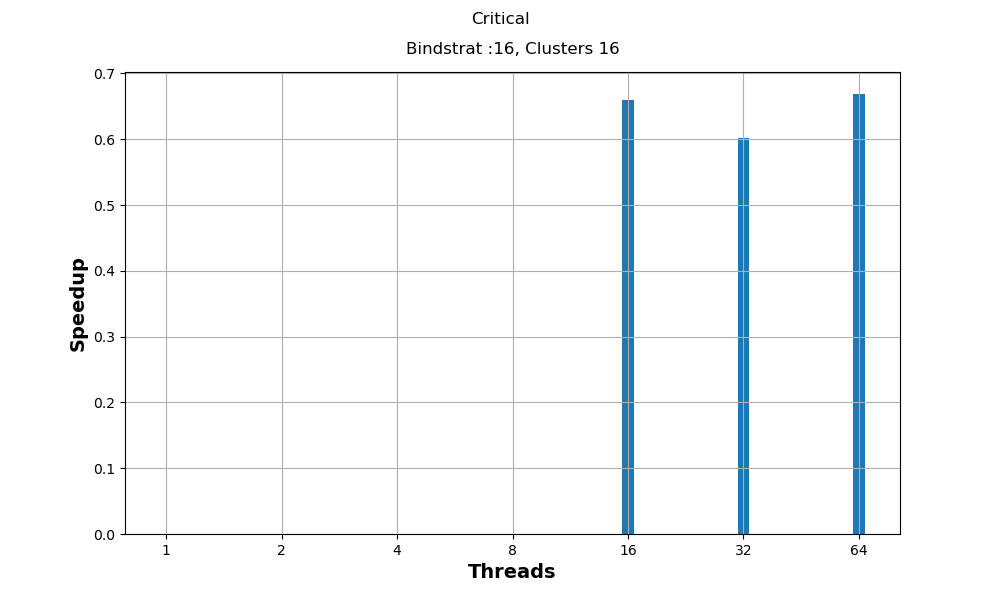 Critical
Bindstrat :16, Clusters 16
0.7
0.6
0.5
0.4
0.3
0.2
0.1
0.0
Speedup
1 2 4 8 16 32 64
Threads